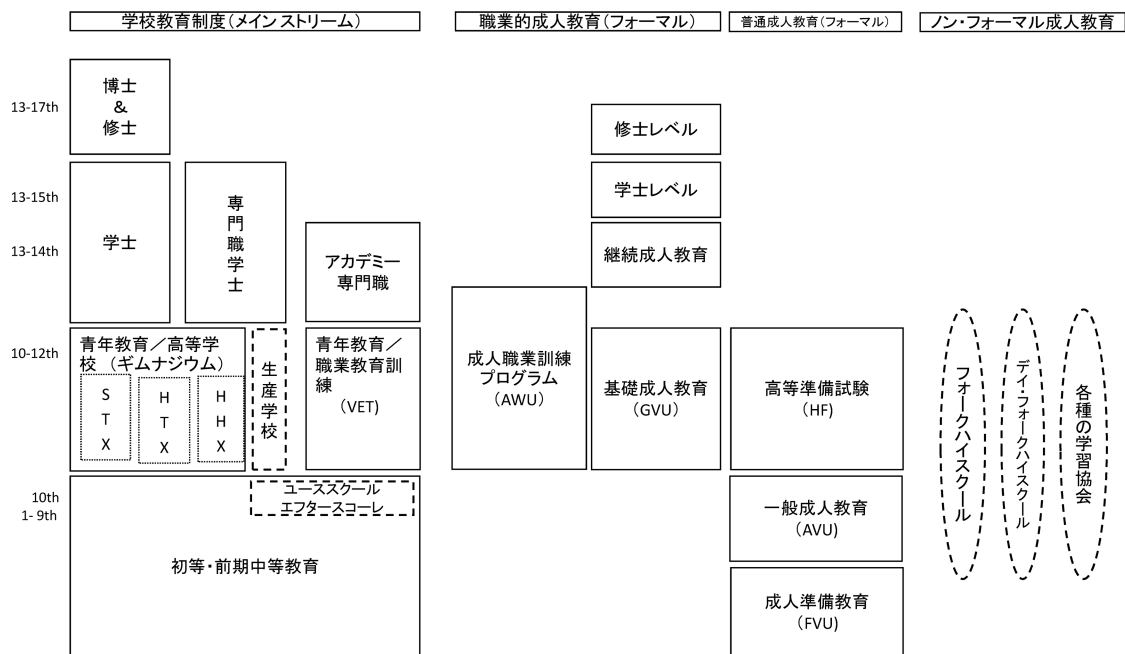 学校教育制度（メインストリーム）
職業的成人教育（フォーマル）
普通成人教育（フォーマル）
ノン・フォーマル成人教育
13-17th
博士
&
修士
修士レベル
13-15th
13-14th
学士
専門職学士
アカデミー
専門職
学士レベル
継続成人教育
10-12th
青年教育／高等学
校　（ギムナジウム）
STX
HTX
HHX
生産学校
青年教育／
職業教育訓
練
（VET）
成人職業訓練
プログラム
（AWU）
基礎成人教育
（GVU）
高等準備試験
（HF）
フォークハイスクール
デイ・フォークハイスクール
各種の学習協会
10th
1- 9th
ユーススクール
エフタースコーレ
初等・前期中等教育
一般成人教育
（AVU)
成人準備教育
（FVU)